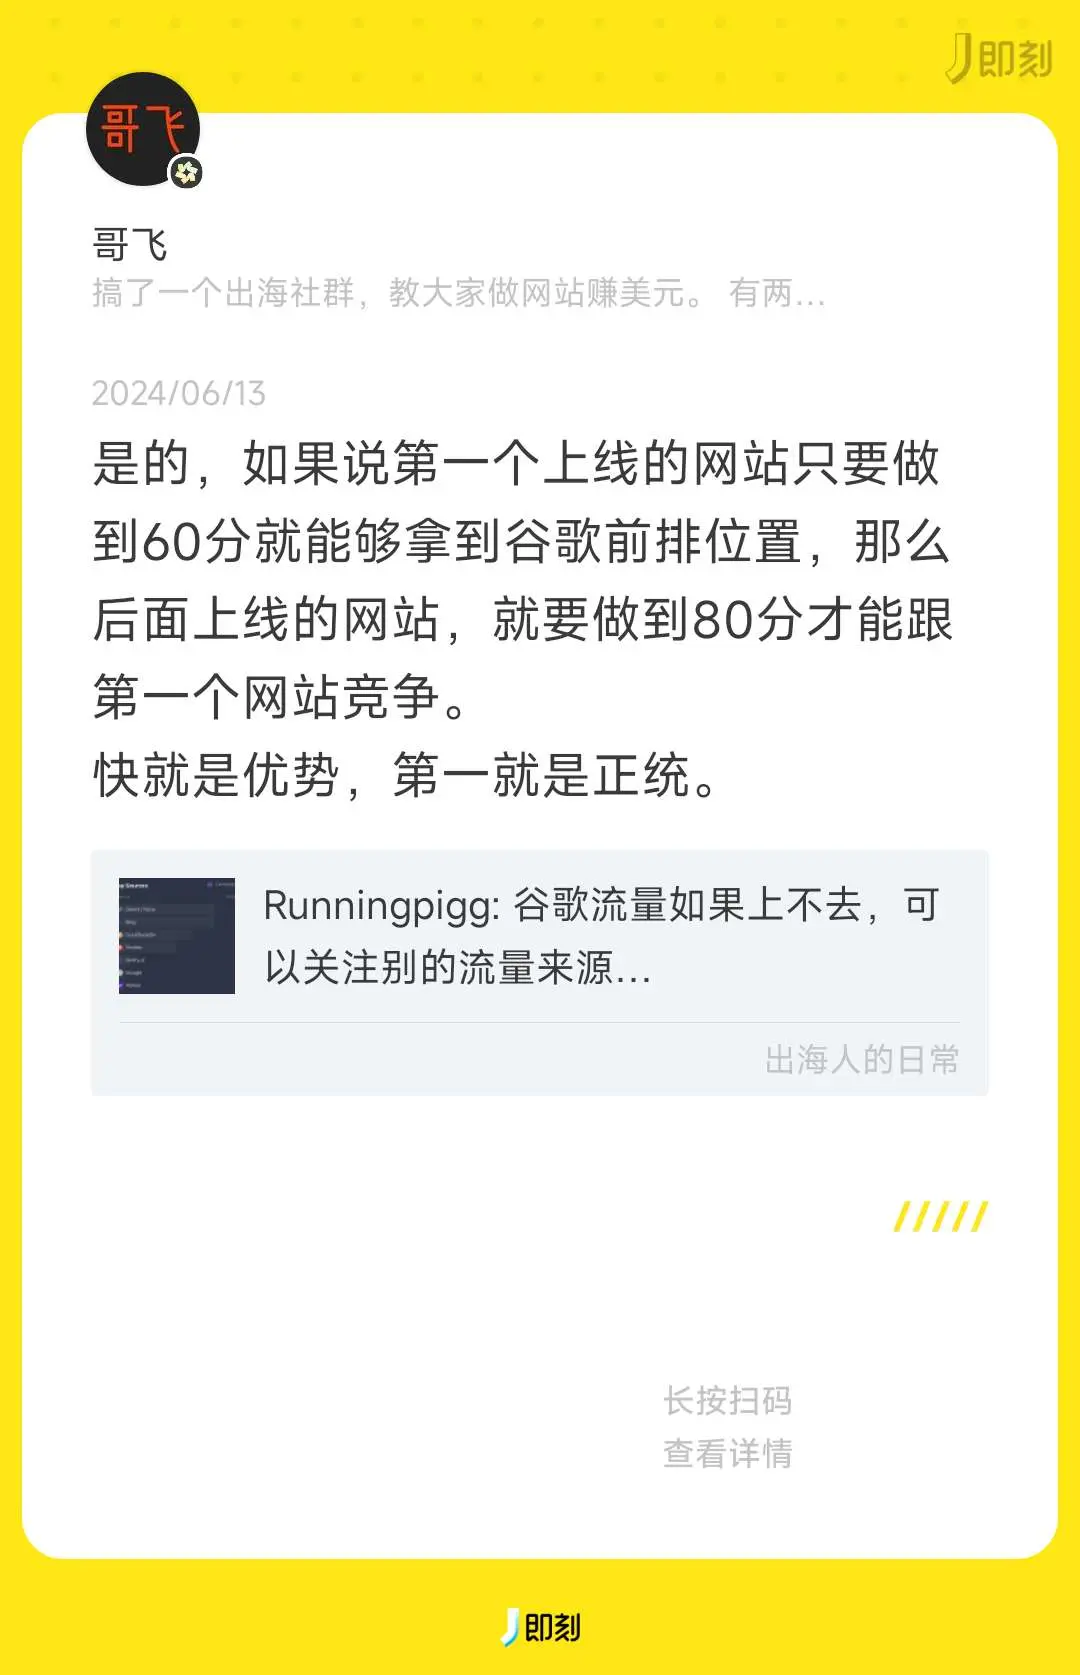 即刻
哥飞
哥飞
搞了一个出海社群，教大家做网站赚美元。 有两...
2024/06/13
是的，如果说第一个上线的网站只要做
到60分就能够拿到谷歌前排位置，那么
后面上线的网站，就要做到80分才能跟
第一个网站竞争。
快就是优势，第一就是正统。
Runningpigg: 谷歌流量如果上不去，可
以关注别的流量来源...
出海人的日常
长按扫码
查看详情
即刻